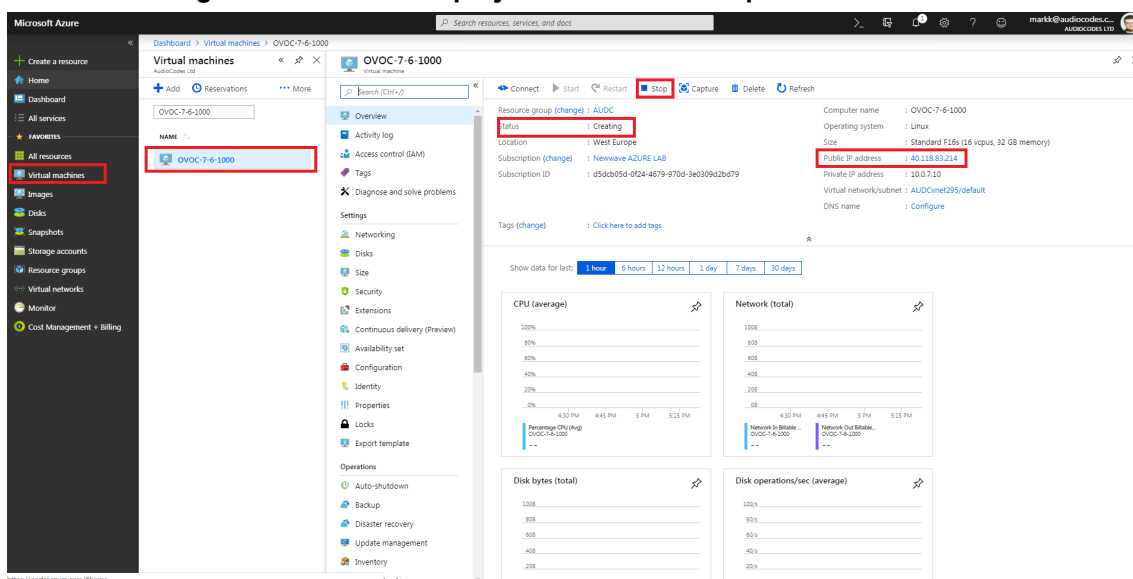 Microsoft Azure
Search resources, services, and docs
markk@audiocodes.c...
AUDIOCODES LTD
Create a resource
Home
Dashboard
All services
FAVORITES
All resources
Virtual machines
Images
Disks
Snapshots
Storage accounts
Resource groups
Virtual networks
Monitor
Cost Management + Billing
Dashboard > Virtual machines > OVOC-7-6-1000
Virtual machines
AudioCodes Ltd
Add Reservations ••• More
OVOC-7-6-1000
NAME
OVOC-7-6-1000
OVOC-7-6-1000
Virtual machine
Search (Ctrl+/)
Overview
Activity log
Access control (IAM)
Tags
Diagnose and solve problems
Settings
Networking
Disks
Size
Security
Extensions
Continuous delivery (Preview)
Availability set
Configuration
Identity
Properties
Locks
Export template
Operations
Auto-shutdown
Backup
Disaster recovery
Update management
Inventory
Connect Start Restart Stop Capture Delete Refresh
Resource group (change) : AUDC
Status : Creating
Location : West Europe
Subscription (change) : Newwave AZURE LAB
Subscription ID : d5dcb05d-0f24-4679-970d-3e0309d2bd79
Computer name : OVOC-7-6-1000
Operating system : Linux
Size : Standard F16s (16 vcpus, 32 GB memory)
Public IP address : 40.118.83.214
Private IP address : 10.0.7.10
Virtual network/subnet : AUDCvnet295/default
DNS name : Configure
Tags (change) : Click here to add tags
Show data for last: 1 hour 6 hours 12 hours 1 day 7 days 30 days
CPU (average)
100%
80%
60%
40%
20%
0%
4:30 PM 4:45 PM 5 PM 5:15 PM
Percentage CPU (Avg)
OVOC-7-6-1000
--
Network (total)
100B
80B
60B
40B
20B
0B
4:30 PM 4:45 PM 5 PM 5:15 PM
Network In Billable ... Network Out Billable...
OVOC-7-6-1000 OVOC-7-6-1000
-- --
Disk bytes (total)
100B
80B
60B
40B
20B
Disk operations/sec (average)
100/s
80/s
60/s
40/s
20/s